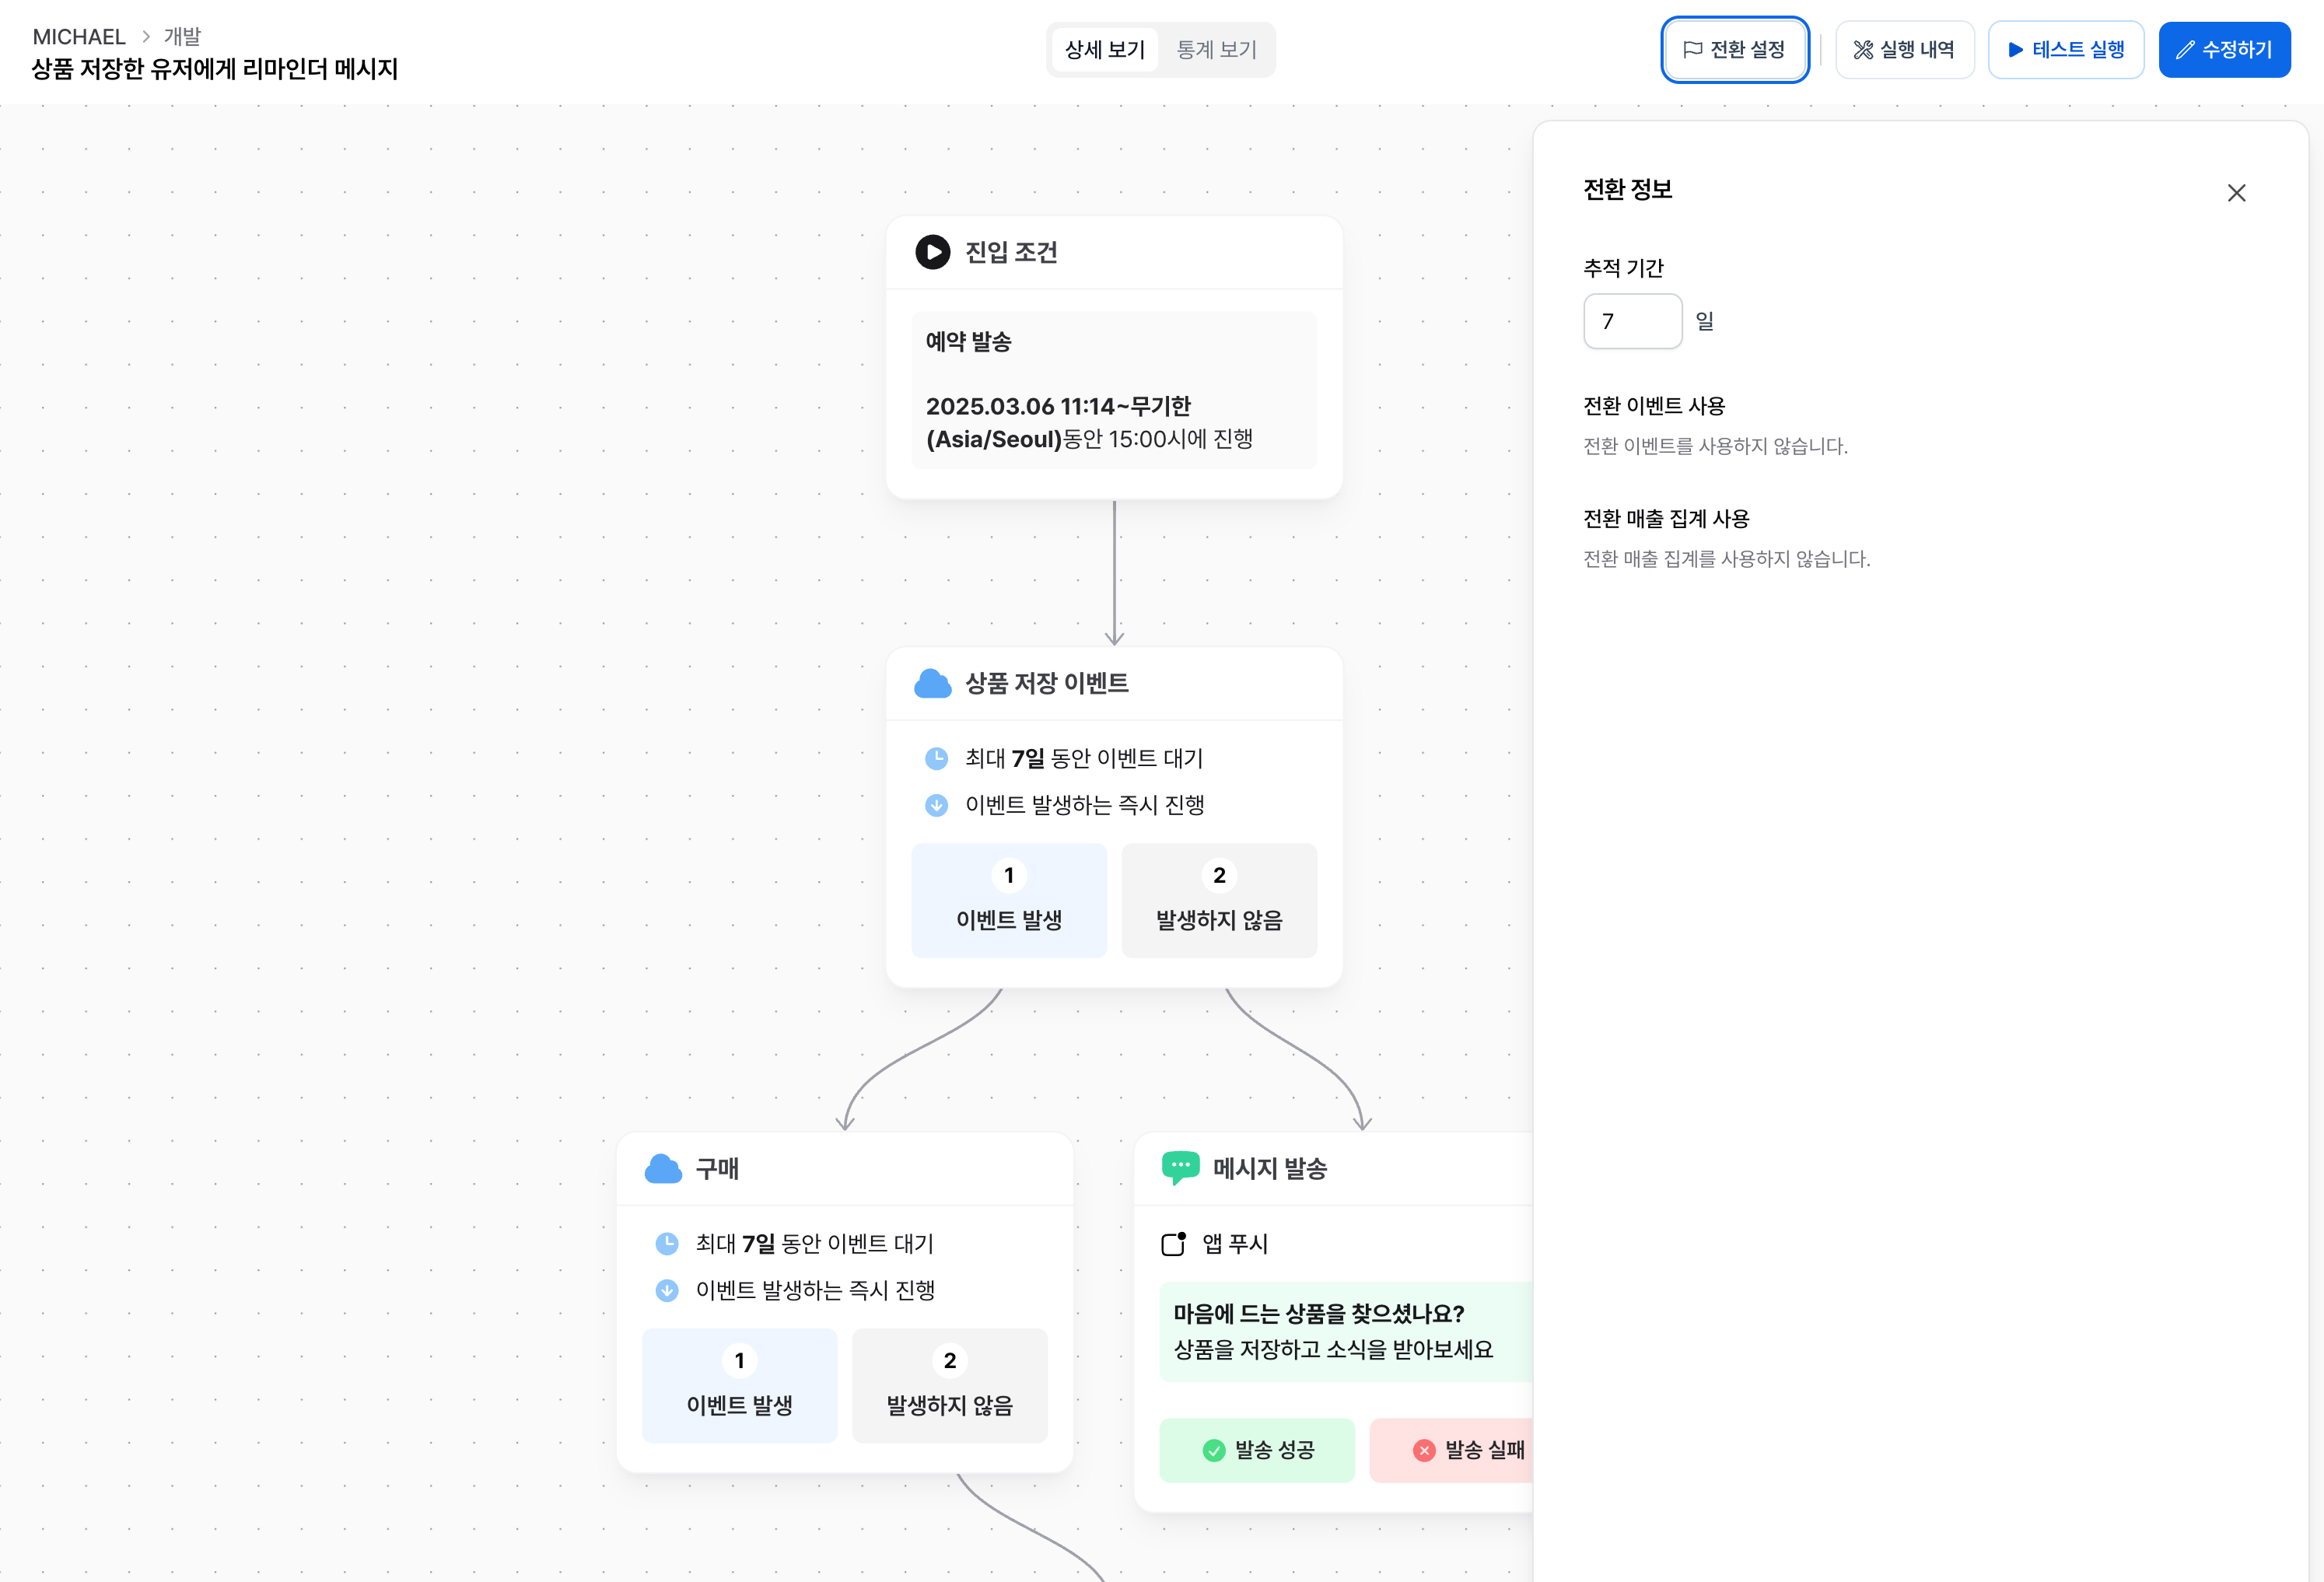 MICHAEL > 개발
상품 저장한 유저에게 리마인더 메시지
상세 보기
통계 보기
전환 설정
실행 내역
테스트 실행
수정하기
진입 조건
예약 발송
2025.03.06 11:14~무기한
(Asia/Seoul)동안 15:00시에 진행
상품 저장 이벤트
최대 7일 동안 이벤트 대기
이벤트 발생하는 즉시 진행
1
이벤트 발생
2
발생하지 않음
구매
최대 7일 동안 이벤트 대기
이벤트 발생하는 즉시 진행
1
이벤트 발생
2
발생하지 않음
메시지 발송
앱 푸시
마음에 드는 상품을 찾으셨나요?
상품을 저장하고 소식을 받아보세요
발송 성공
발송 실패
전환 정보
추적 기간
7 일
전환 이벤트 사용
전환 이벤트를 사용하지 않습니다.
전환 매출 집계 사용
전환 매출 집계를 사용하지 않습니다.